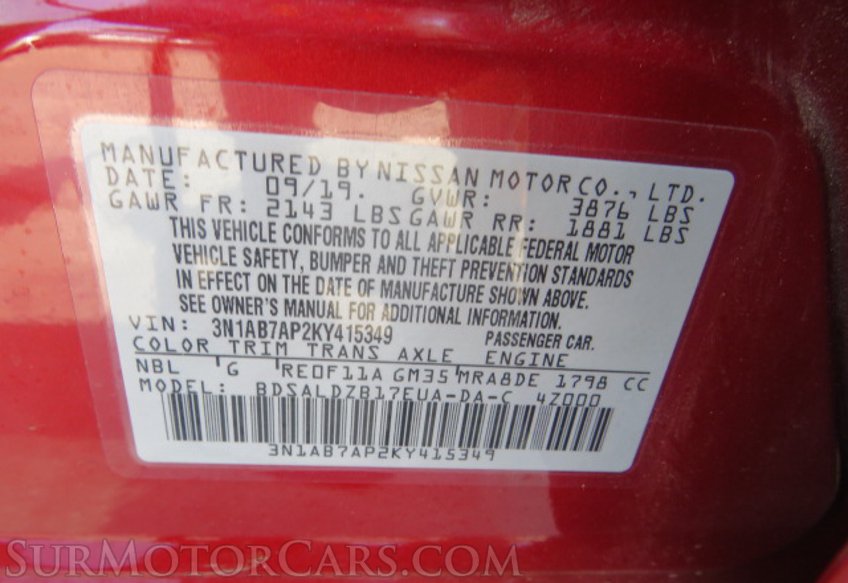 MANUFACTURED BY NISSAN MOTOR CO., LTD.
DATE: 09/19. GVWR: 3876 LBS
GAWR FR: 2143 LBS GAWR RR: 1881 LBS
THIS VEHICLE CONFORMS TO ALL APPLICABLE FEDERAL MOTOR
VEHICLE SAFETY, BUMPER AND THEFT PREVENTION STANDARDS
IN EFFECT ON THE DATE OF MANUFACTURE SHOWN ABOVE.
SEE OWNER'S MANUAL FOR ADDITIONAL INFORMATION.
VIN: 3N1AB7AP2KY415349 PASSENGER CAR.
COLOR TRIM TRANS AXLE ENGINE
NBL G RE0F11A GM35 MRA8DE 1798 CC
MODEL: BDSALDZB17EUA-DA-C 4Z000
3N1AB7AP2KY415349
SurMotorCars.com